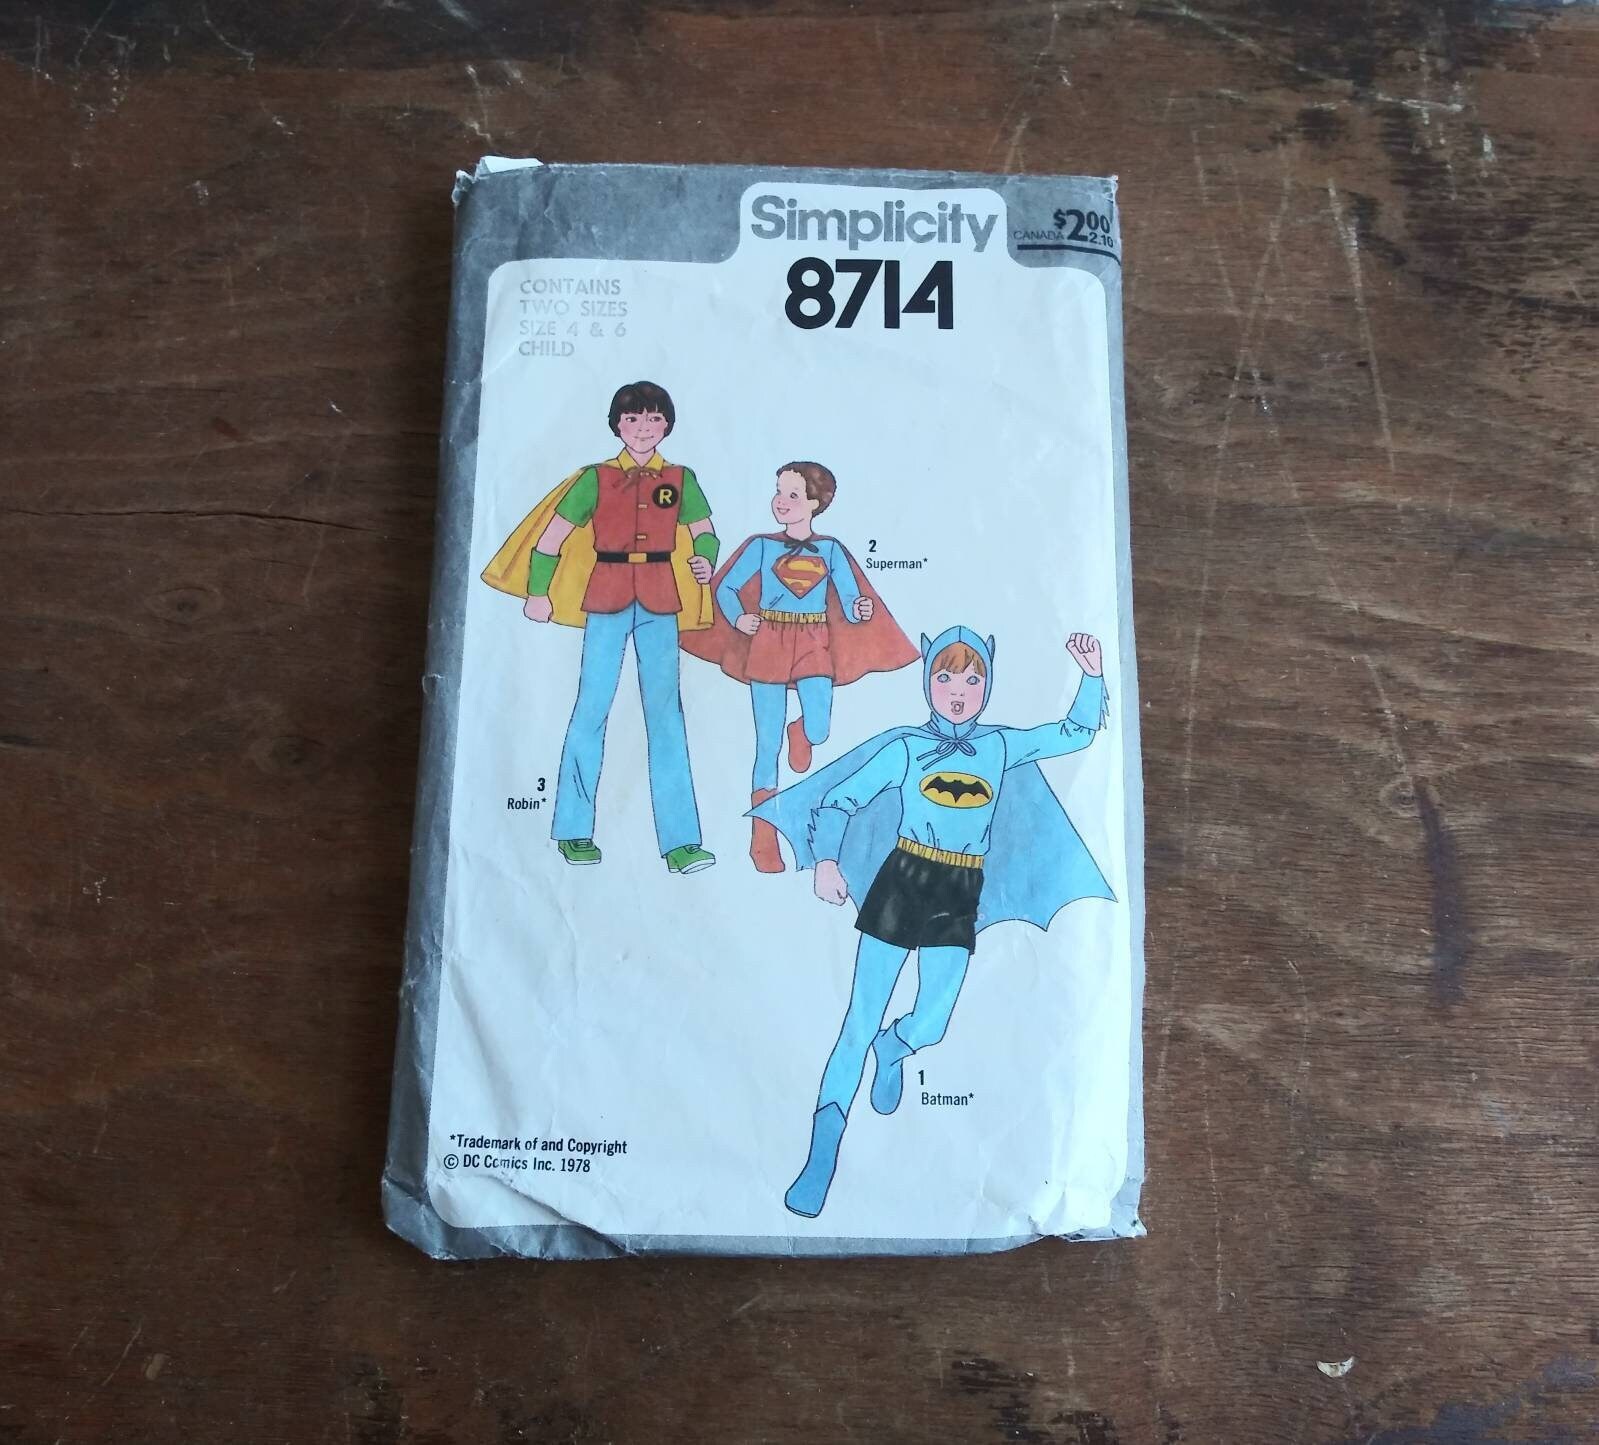 Simplicity
$2.00
CANADA 2.10
8714
CONTAINS
TWO SIZES
SIZE 4 & 6
CHILD
R
S
2
Superman*
3
Robin*
1
Batman*
*Trademark of and Copyright
© DC Comics Inc. 1978